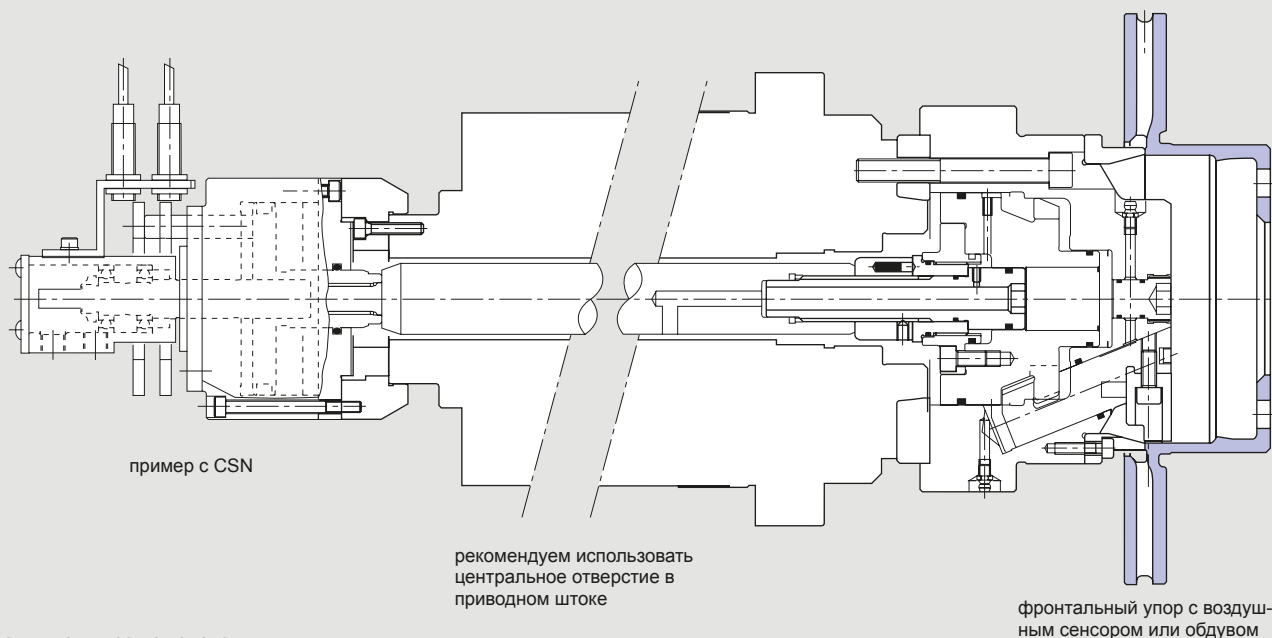 пример с CSN
рекомендуем использовать
центральное отверстие в
приводном штоке
фронтальный упор с воздуш-
ным сенсором или обдувом